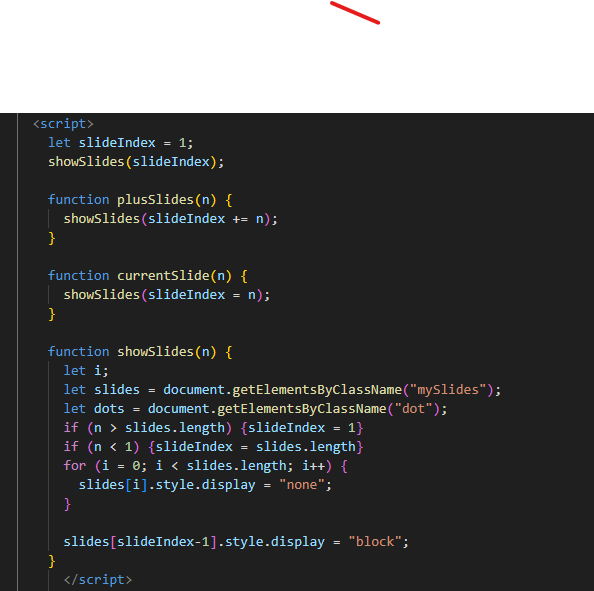 <script>
let slideIndex = 1;
showSlides(slideIndex);
function plusSlides(n) {
showSlides(slideIndex += n);
}
function currentSlide(n) {
showSlides(slideIndex = n);
}
function showSlides(n) {
let i;
let slides = document.getElementsByClassName("mySlides");
let dots = document.getElementsByClassName("dot");
if (n > slides.length) {slideIndex = 1}
if (n < 1) {slideIndex = slides.length}
for (i = 0; i < slides.length; i++) {
slides[i].style.display = "none";
}
slides[slideIndex-1].style.display = "block";
}
</script>